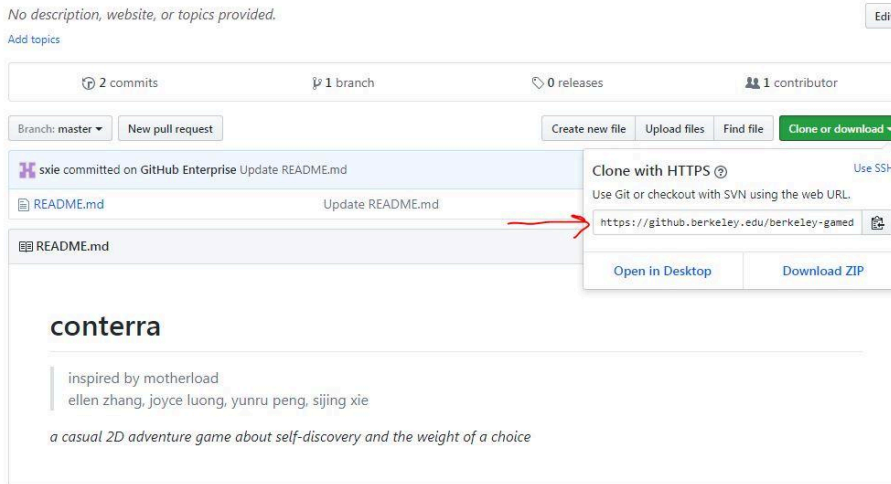 No description, website, or topics provided.
Edi
Add topics
2 commits
1 branch
0 releases
1 contributor
Branch: master
New pull request
Create new file
Upload files
Find file
Clone or download
sxie committed on GitHub Enterprise Update README.md
README.md
Update README.md
Clone with HTTPS ?
Use SSH
Use Git or checkout with SVN using the web URL.
https://github.berkeley.edu/berkeley-gamed
Open in Desktop
Download ZIP
README.md
conterra
inspired by motherload
ellen zhang, joyce luong, yunru peng, sijing xie
a casual 2D adventure game about self-discovery and the weight of a choice